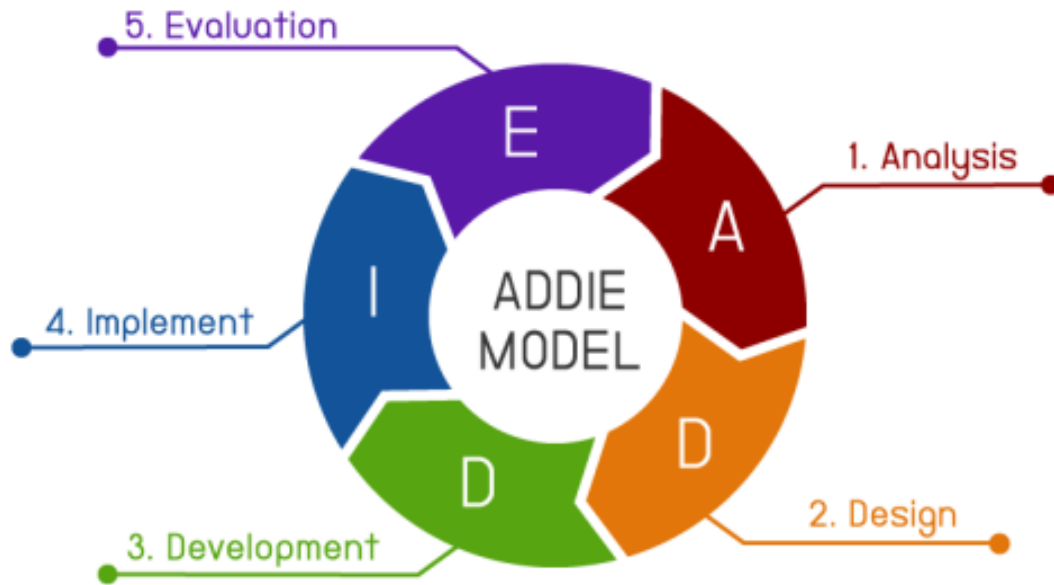 5. Evaluation
E
1. Analysis
A
I
ADDIE
MODEL
4. Implement
D
D
2. Design
3. Development